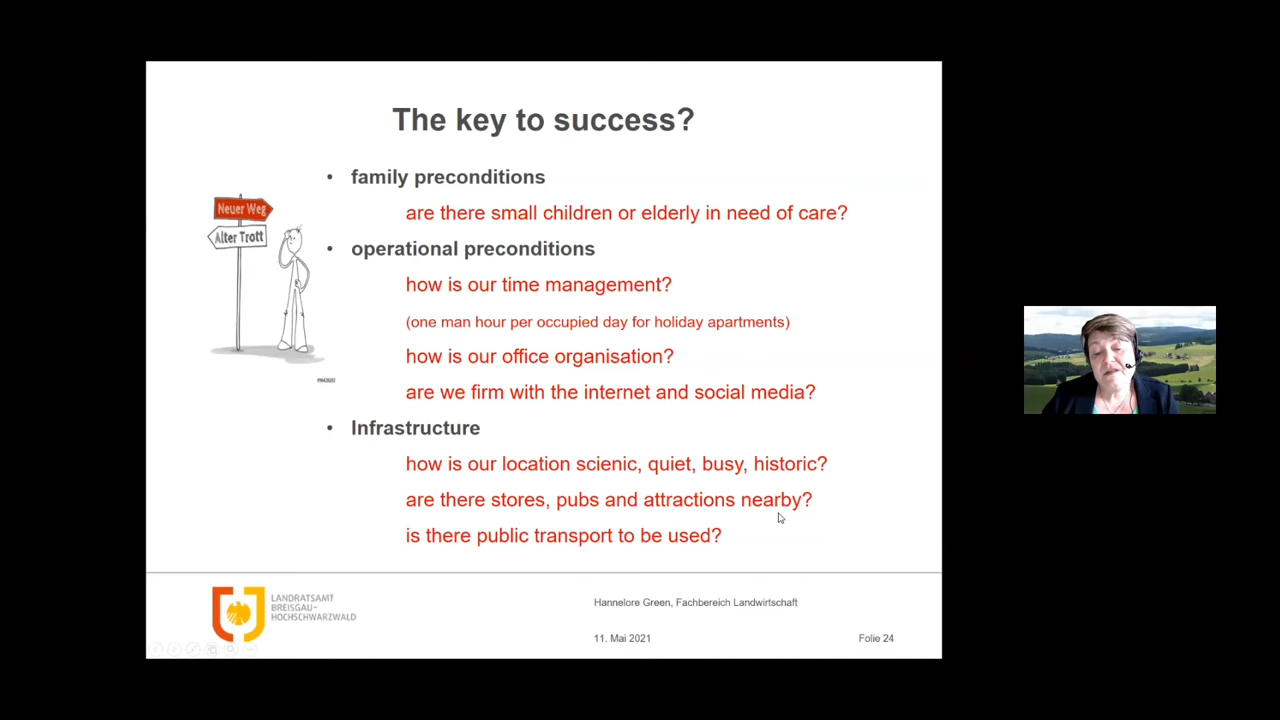 The key to success?
• family preconditions
are there small children or elderly in need of care?
• operational preconditions
how is our time management?
(one man hour per occupied day for holiday apartments)
how is our office organisation?
are we firm with the internet and social media?
• Infrastructure
how is our location scienic, quiet, busy, historic?
are there stores, pubs and attractions nearby?
is there public transport to be used?
Neuer Weg
Alter Trott
LANDRATSAMT
BREISGAU-
HOCHSCHWARZWALD
Hannelore Green, Fachbereich Landwirtschaft
11. Mai 2021
Folie 24